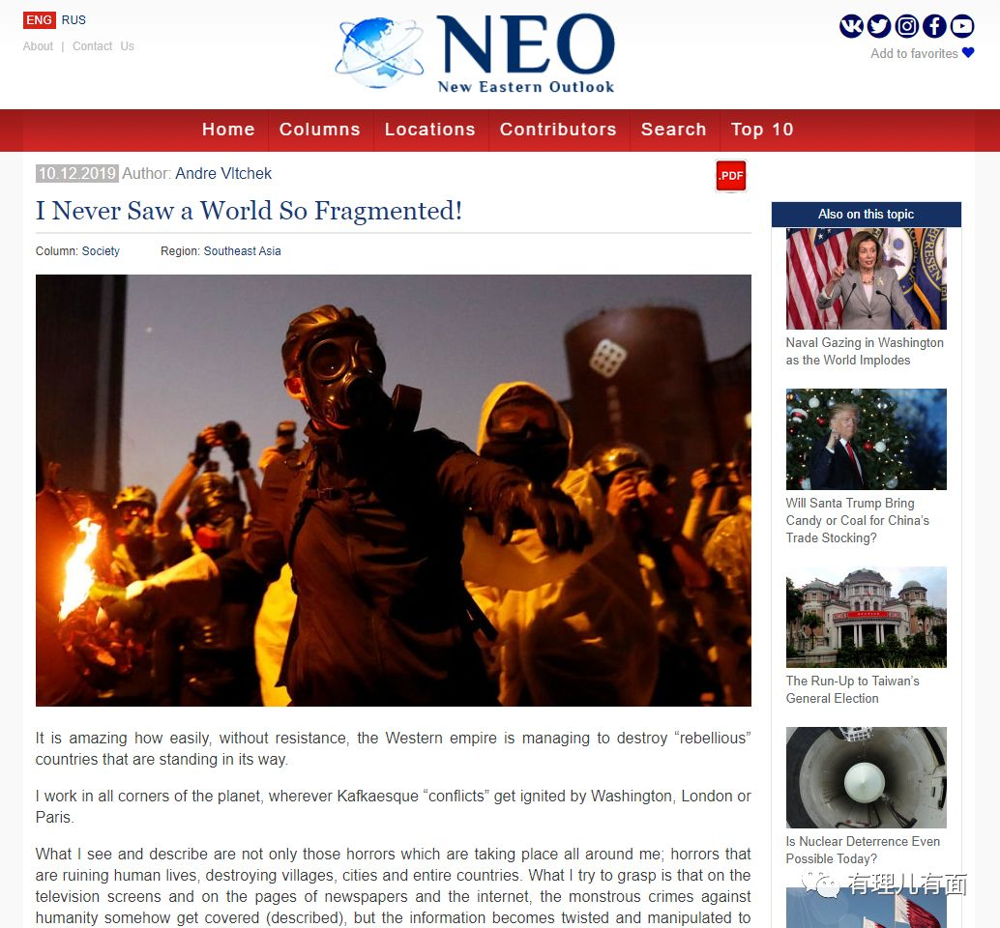 ENG RUS
About | Contact Us
NEO
New Eastern Outlook
Add to favorites
Home Columns Locations Contributors Search Top 10
10.12.2019 Author: Andre Vltchek
.PDF
I Never Saw a World So Fragmented!
Column: Society Region: Southeast Asia
It is amazing how easily, without resistance, the Western empire is managing to destroy “rebellious”
countries that are standing in its way.
I work in all corners of the planet, wherever Kafkaesque “conflicts” get ignited by Washington, London or
Paris.
What I see and describe are not only those horrors which are taking place all around me; horrors that
are ruining human lives, destroying villages, cities and entire countries. What I try to grasp is that on the
television screens and on the pages of newspapers and the internet, the monstrous crimes against
humanity somehow get covered (described), but the information becomes twisted and manipulated to
Also on this topic
Naval Gazing in Washington
as the World Implodes
Will Santa Trump Bring
Candy or Coal for China’s
Trade Stocking?
The Run-Up to Taiwan’s
General Election
Is Nuclear Deterrence Even
Possible Today?
有理儿有面